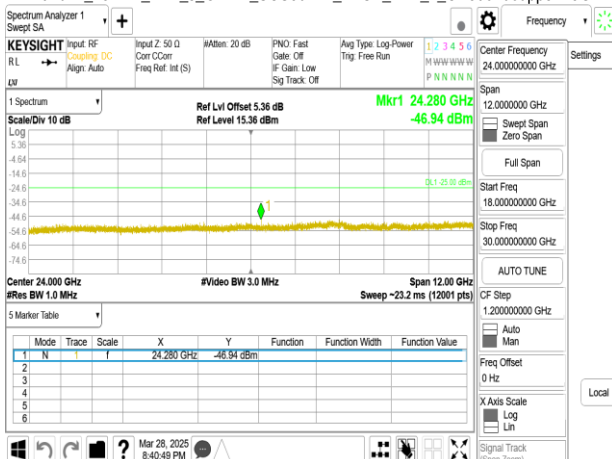 Spectrum Analyzer 1
Swept SA
+
Frequency
KEYSIGHT
RL
Input: RF
Coupling: DC
Align: Auto
Input Z: 50 Ω
Corr CCorr
Freq Ref: Int (S)
#Atten: 20 dB
PNO: Fast
Gate: Off
IF Gain: Low
Sig Track: Off
Avg Type: Log-Power
Trig: Free Run
1 2 3 4 5 6
M W W W W W
P N N N N N
Settings
1 Spectrum
Scale/Div 10 dB
Log
Ref Lvl Offset 5.36 dB
Ref Level 15.36 dBm
Mkr1 24.280 GHz
-46.94 dBm
5.36
-4.64
-14.6
-24.6
-34.6
-44.6
-54.6
-64.6
-74.6
DL1 -25.00 dBm
1
Center 24.000 GHz
#Res BW 1.0 MHz
#Video BW 3.0 MHz
Span 12.00 GHz
Sweep ~23.2 ms (12001 pts)
5 Marker Table
Mode Trace Scale X Y Function Function Width Function Value
1 N 1 f 24.280 GHz -46.94 dBm
2
3
4
5
6
Mar 28, 2025
8:40:49 PM
Center Frequency
24.000000000 GHz
Span
12.0000000 GHz
Swept Span
Zero Span
Full Span
Start Freq
18.000000000 GHz
Stop Freq
30.000000000 GHz
AUTO TUNE
CF Step
1.200000000 GHz
Auto
Man
Freq Offset
0 Hz
X Axis Scale
Log
Lin
Signal Track
Local